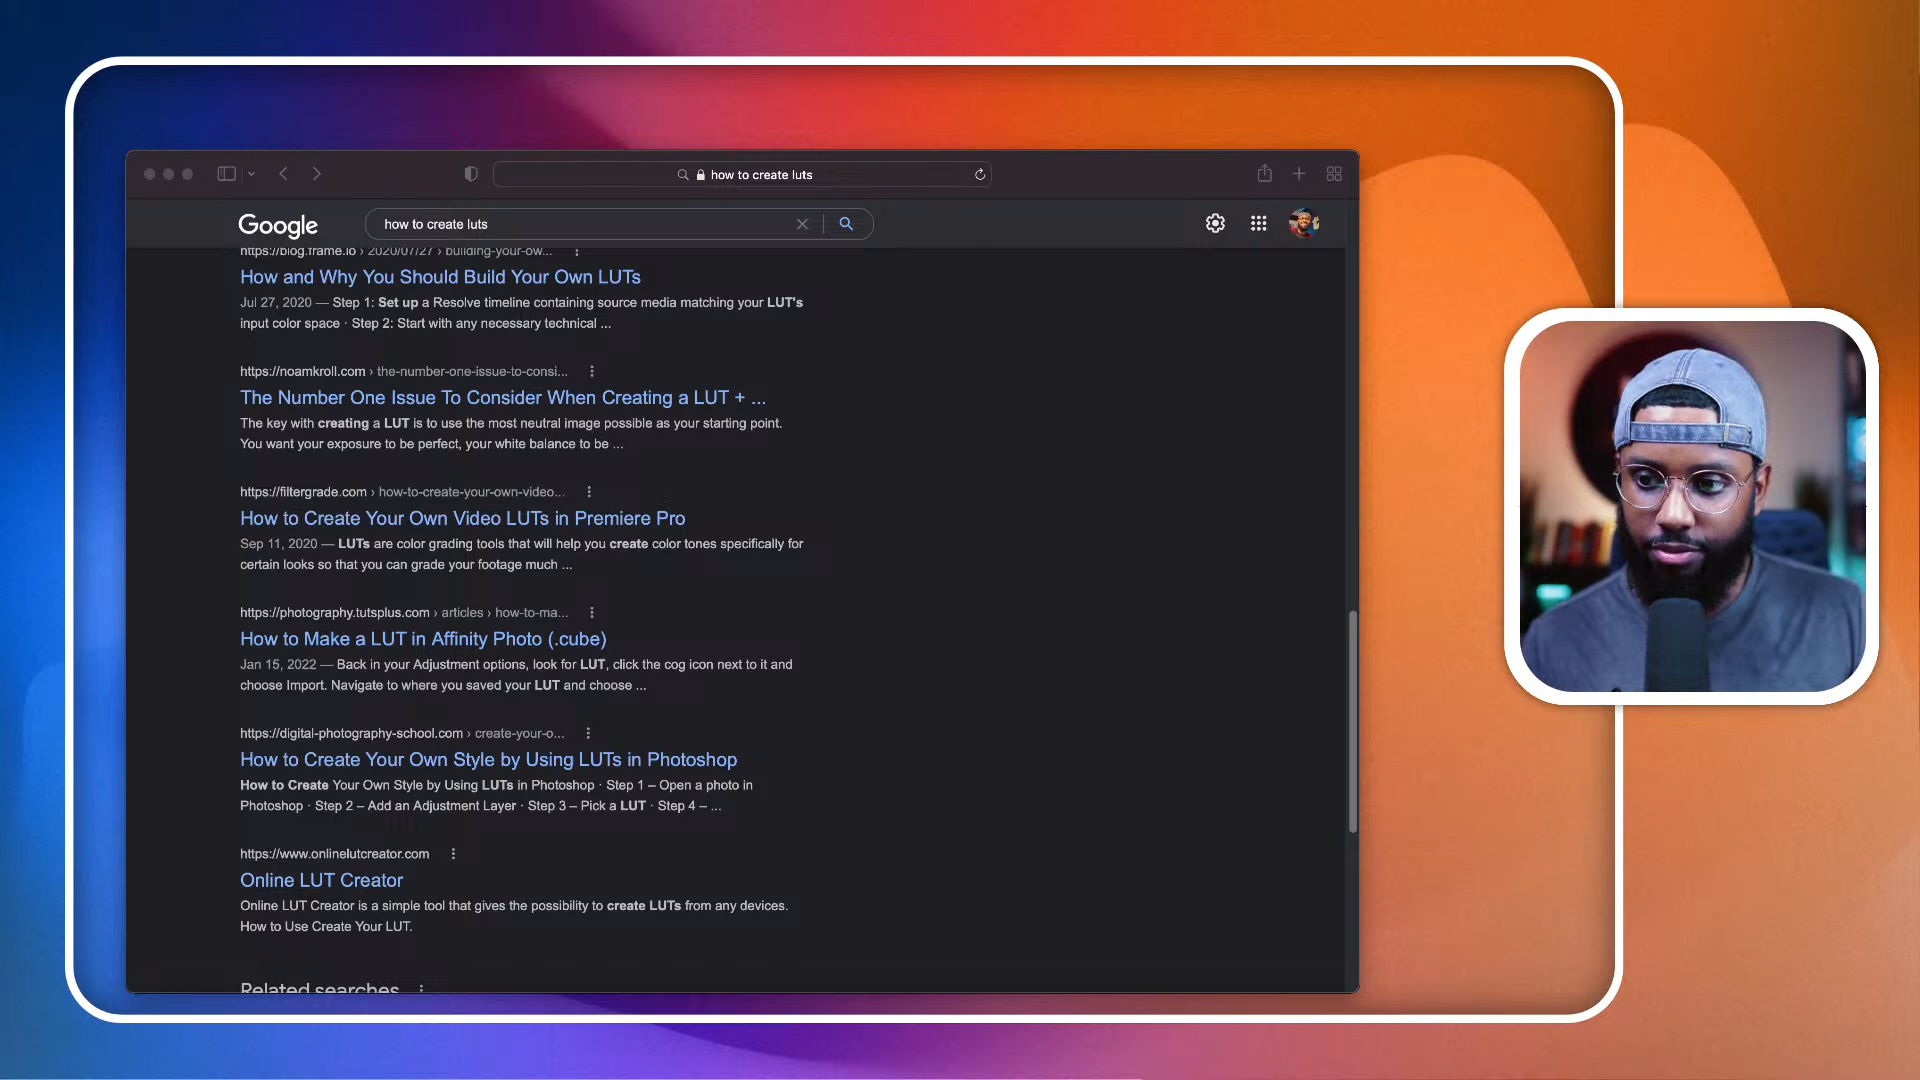 how to create luts
Google
how to create luts
https://blog.frame.io › 2020/07/27 › building-your-ow...
How and Why You Should Build Your Own LUTs
Jul 27, 2020 — Step 1: Set up a Resolve timeline containing source media matching your LUT's
input color space · Step 2: Start with any necessary technical ...
https://noamkroll.com › the-number-one-issue-to-consi...
The Number One Issue To Consider When Creating a LUT + ...
The key with creating a LUT is to use the most neutral image possible as your starting point.
You want your exposure to be perfect, your white balance to be ...
https://filtergrade.com › how-to-create-your-own-video...
How to Create Your Own Video LUTs in Premiere Pro
Sep 11, 2020 — LUTs are color grading tools that will help you create color tones specifically for
certain looks so that you can grade your footage much ...
https://photography.tutsplus.com › articles › how-to-ma...
How to Make a LUT in Affinity Photo (.cube)
Jan 15, 2022 — Back in your Adjustment options, look for LUT, click the cog icon next to it and
choose Import. Navigate to where you saved your LUT and choose ...
https://digital-photography-school.com › create-your-o...
How to Create Your Own Style by Using LUTs in Photoshop
How to Create Your Own Style by Using LUTs in Photoshop · Step 1 – Open a photo in
Photoshop · Step 2 – Add an Adjustment Layer · Step 3 – Pick a LUT · Step 4 – ...
https://www.onlinelutcreator.com
Online LUT Creator
Online LUT Creator is a simple tool that gives the possibility to create LUTs from any devices.
How to Use Create Your LUT.
Related searches